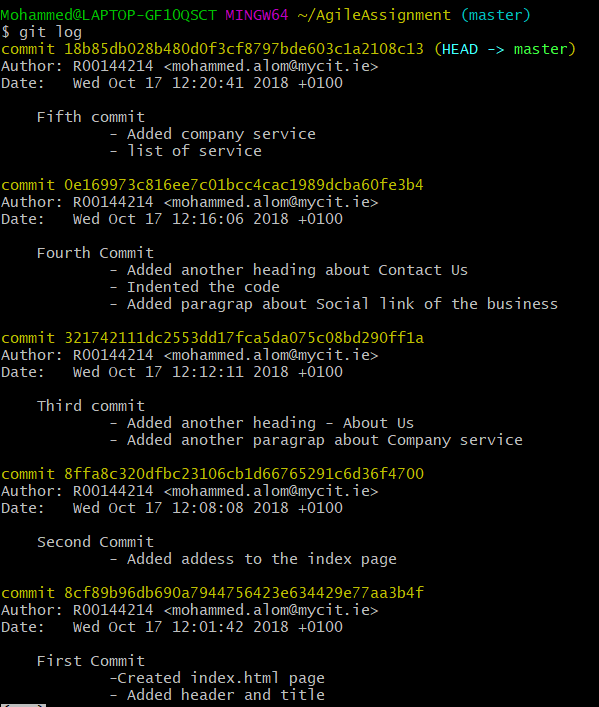 Mohammed@LAPTOP-GF10QSCT MINGW64 ~/AgileAssignment (master)
$ git log
commit 18b85db028b480d0f3cf8797bde603c1a2108c13 (HEAD -> master)
Author: R00144214 <mohammed.alom@mycit.ie>
Date:   Wed Oct 17 12:20:41 2018 +0100

    Fifth commit
            - Added company service
            - list of service

commit 0e169973c816ee7c01bcc4cac1989dcba60fe3b4
Author: R00144214 <mohammed.alom@mycit.ie>
Date:   Wed Oct 17 12:16:06 2018 +0100

    Fourth Commit
            - Added another heading about Contact Us
            - Indented the code
            - Added paragrap about Social link of the business

commit 321742111dc2553dd17fca5da075c08bd290ff1a
Author: R00144214 <mohammed.alom@mycit.ie>
Date:   Wed Oct 17 12:12:11 2018 +0100

    Third commit
            - Added another heading - About Us
            - Added another paragrap about Company service

commit 8ffa8c320dfbc23106cb1d66765291c6d36f4700
Author: R00144214 <mohammed.alom@mycit.ie>
Date:   Wed Oct 17 12:08:08 2018 +0100

    Second Commit
            - Added addess to the index page

commit 8cf89b96db690a7944756423e634429e77aa3b4f
Author: R00144214 <mohammed.alom@mycit.ie>
Date:   Wed Oct 17 12:01:42 2018 +0100

    First Commit
            -Created index.html page
            - Added header and title